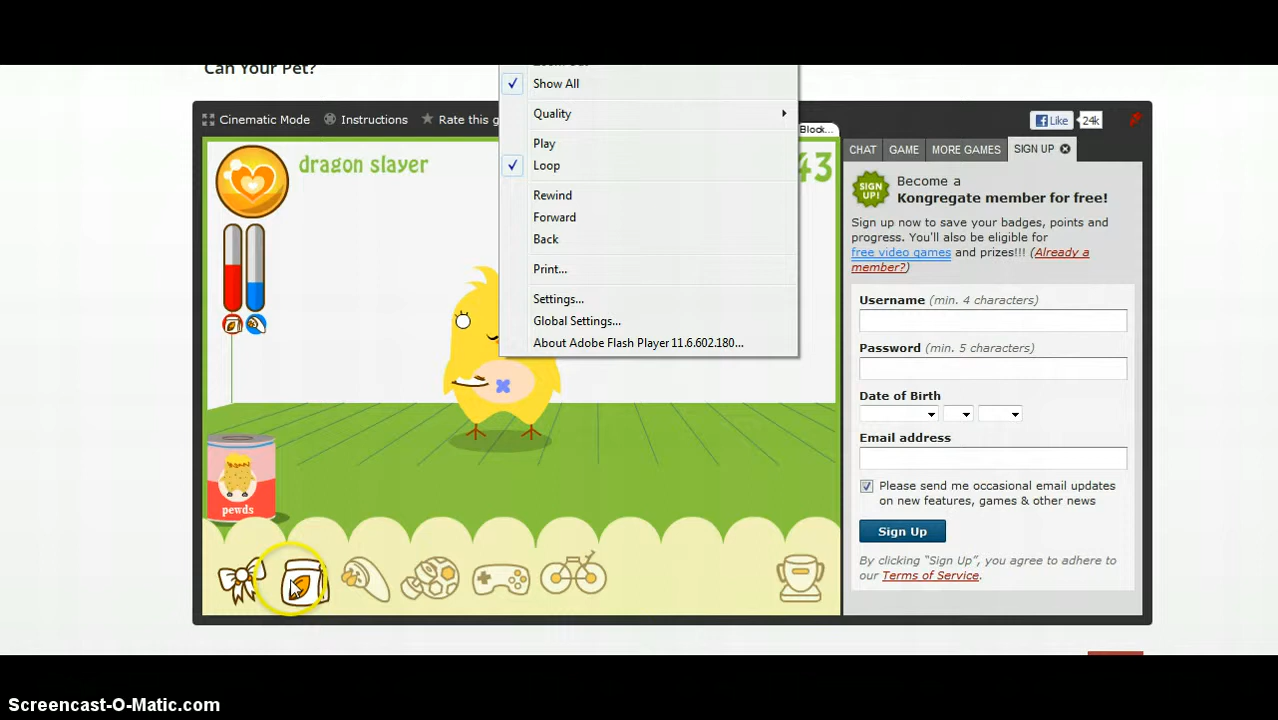 Can Your Pet?
Show All
Quality
Play
Loop
Rewind
Forward
Back
Print...
Settings...
Global Settings...
About Adobe Flash Player 11.6.602.180...
Cinematic Mode
Instructions
Rate this g
Block...
Like
24k
dragon slayer
43
pewds
CHAT
GAME
MORE GAMES
SIGN UP
SIGN UP!
Become a
Kongregate member for free!
Sign up now to save your badges, points and
progress. You'll also be eligible for
free video games and prizes!!! (Already a
member?)
Username (min. 4 characters)
Password (min. 5 characters)
Date of Birth
Email address
Please send me occasional email updates
on new features, games & other news
Sign Up
By clicking “Sign Up”, you agree to adhere to
our Terms of Service.
Screencast-O-Matic.com